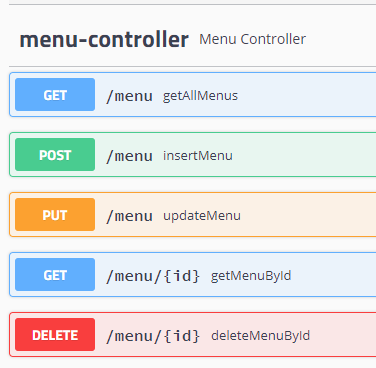 menu-controller Menu Controller
GET /menu getAllMenus
POST /menu insertMenu
PUT /menu updateMenu
GET /menu/{id} getMenuById
DELETE /menu/{id} deleteMenuById